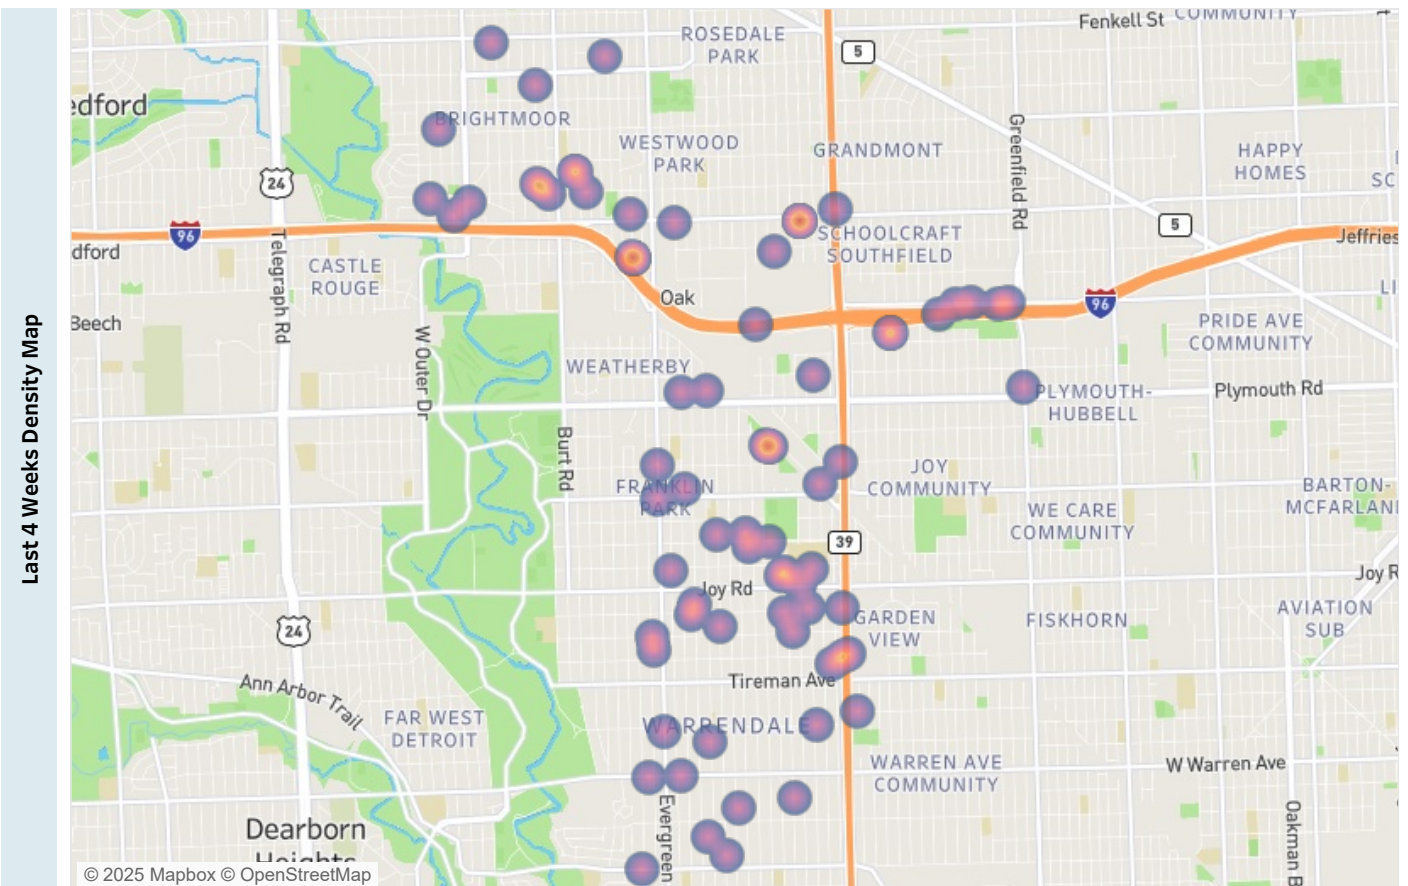 Last 4 Weeks Density Map
COMMUNITY
Fenkell St
ROSEDALE
PARK
5
edford
BRIGHTMOOR
Greenfield Rd
WESTWOOD
PARK
GRANDMONT
HAPPY
HOMES
SC
24
5
96
Telegraph Rd
SCHOOLCRAFT
SOUTHFIELD
Jeffries
dford
CASTLE
ROUGE
LI
Oak
96
Beech
PRIDE AVE
COMMUNITY
W Outer Dr
WEATHERBY
PLYMOUTH-
HUBBELL
Plymouth Rd
Burt Rd
FRANKLIN
PARK
JOY
COMMUNITY
BARTON-
MCFARLAN
WE CARE
COMMUNITY
39
Joy R
Joy Rd
24
GARDEN
VIEW
FISKHORN
AVIATION
SUB
Tireman Ave
Ann Arbor Trail
FAR WEST
DETROIT
WARRENDALE
WARREN AVE
COMMUNITY
W Warren Ave
Evergreen
Oakman B
Dearborn
Heights
© 2025 Mapbox © OpenStreetMap